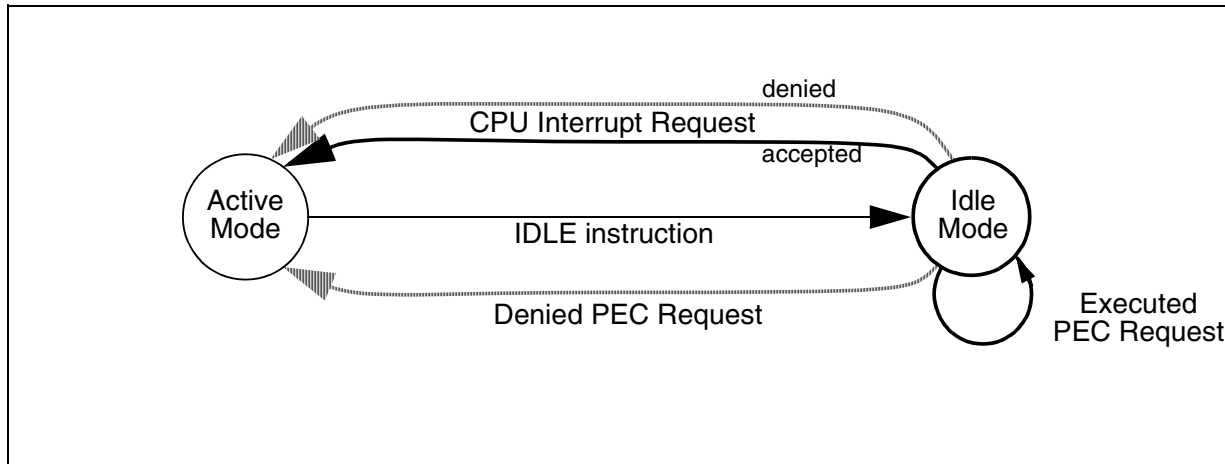 denied
CPU Interrupt Request
accepted
Active
Mode
Idle
Mode
IDLE instruction
Denied PEC Request
Executed
PEC Request